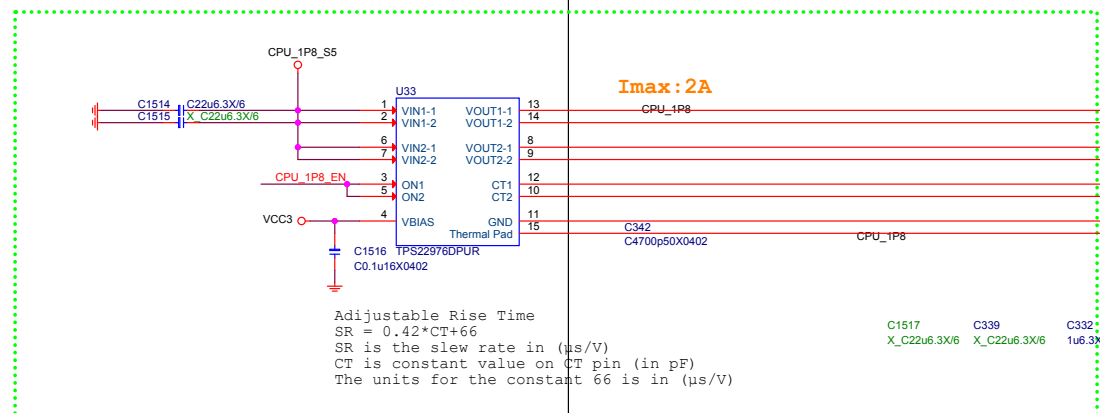 CPU_1P8_S5
Imax:2A
U33
C1514 C22u6.3X/6
C1515 X_C22u6.3X/6
1 VIN1-1 VOUT1-1 13 CPU_1P8
2 VIN1-2 VOUT1-2 14
6 VIN2-1 VOUT2-1 8
7 VIN2-2 VOUT2-2 9
CPU_1P8_EN 3 ON1 CT1 12
5 ON2 CT2 10
VCC3 4 VBIAS GND 11 C342
Thermal Pad 15 C4700p50X0402 CPU_1P8
C1516 TPS22976DPUR
C0.1u16X0402
Adjustable Rise Time
SR = 0.42*CT+66
SR is the slew rate in (µs/V)
CT is constant value on CT pin (in pF)
The units for the constant 66 is in (µs/V)
C1517 C339 C332
X_C22u6.3X/6 X_C22u6.3X/6 1u6.3X